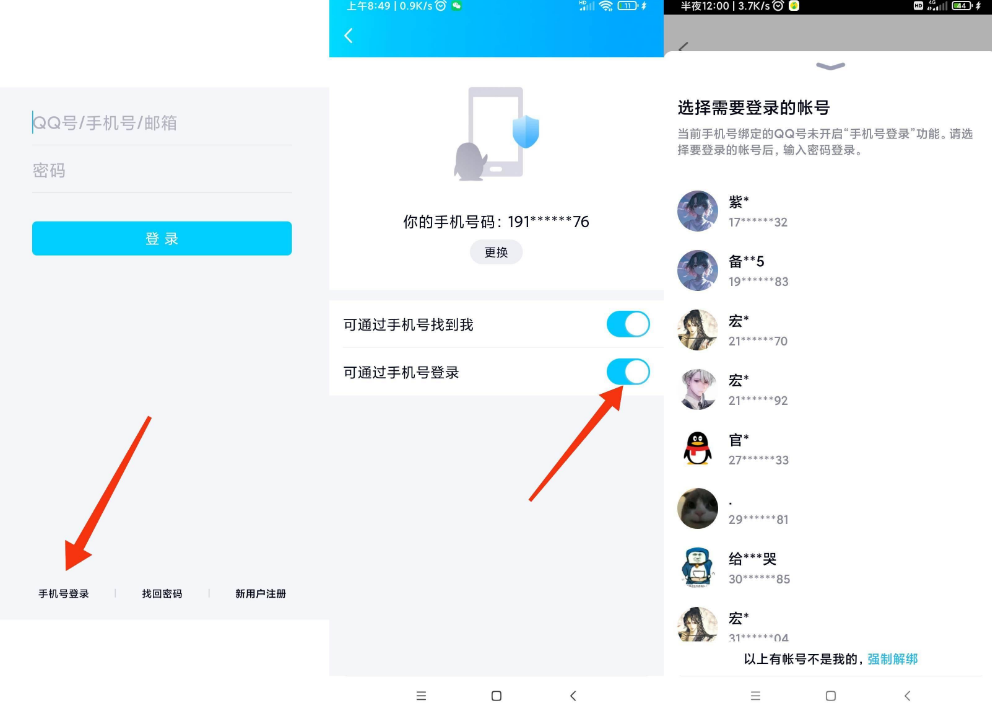 QQ号/手机号/邮箱
密码
登 录
手机号登录
找回密码
新用户注册
上午8:49 | 0.9K/s
11
你的手机号码：191******76
更换
可通过手机号找到我
可通过手机号登录
半夜12:00 | 3.7K/s
HD
4G
44
选择需要登录的帐号
当前手机号绑定的QQ号未开启“手机号登录”功能。请选
择要登录的帐号后，输入密码登录。
紫*
17******32
备**5
19******83
宏*
21******70
宏*
21******92
官*
27******33
.
29******81
给***哭
30******85
宏*
31******04
以上有帐号不是我的，强制解绑